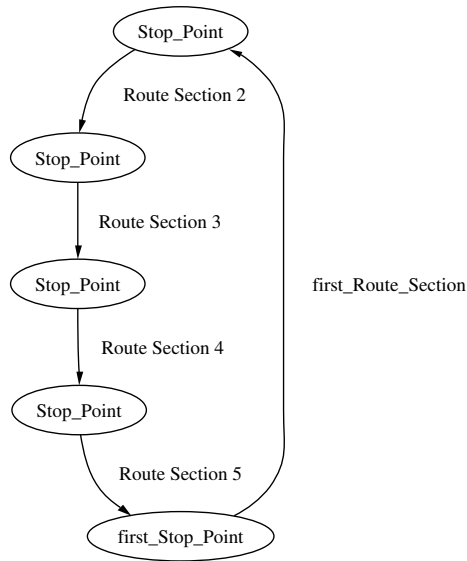 Stop_Point
Route Section 2
Stop_Point
Route Section 3
Stop_Point
first_Route_Section
Route Section 4
Stop_Point
Route Section 5
first_Stop_Point